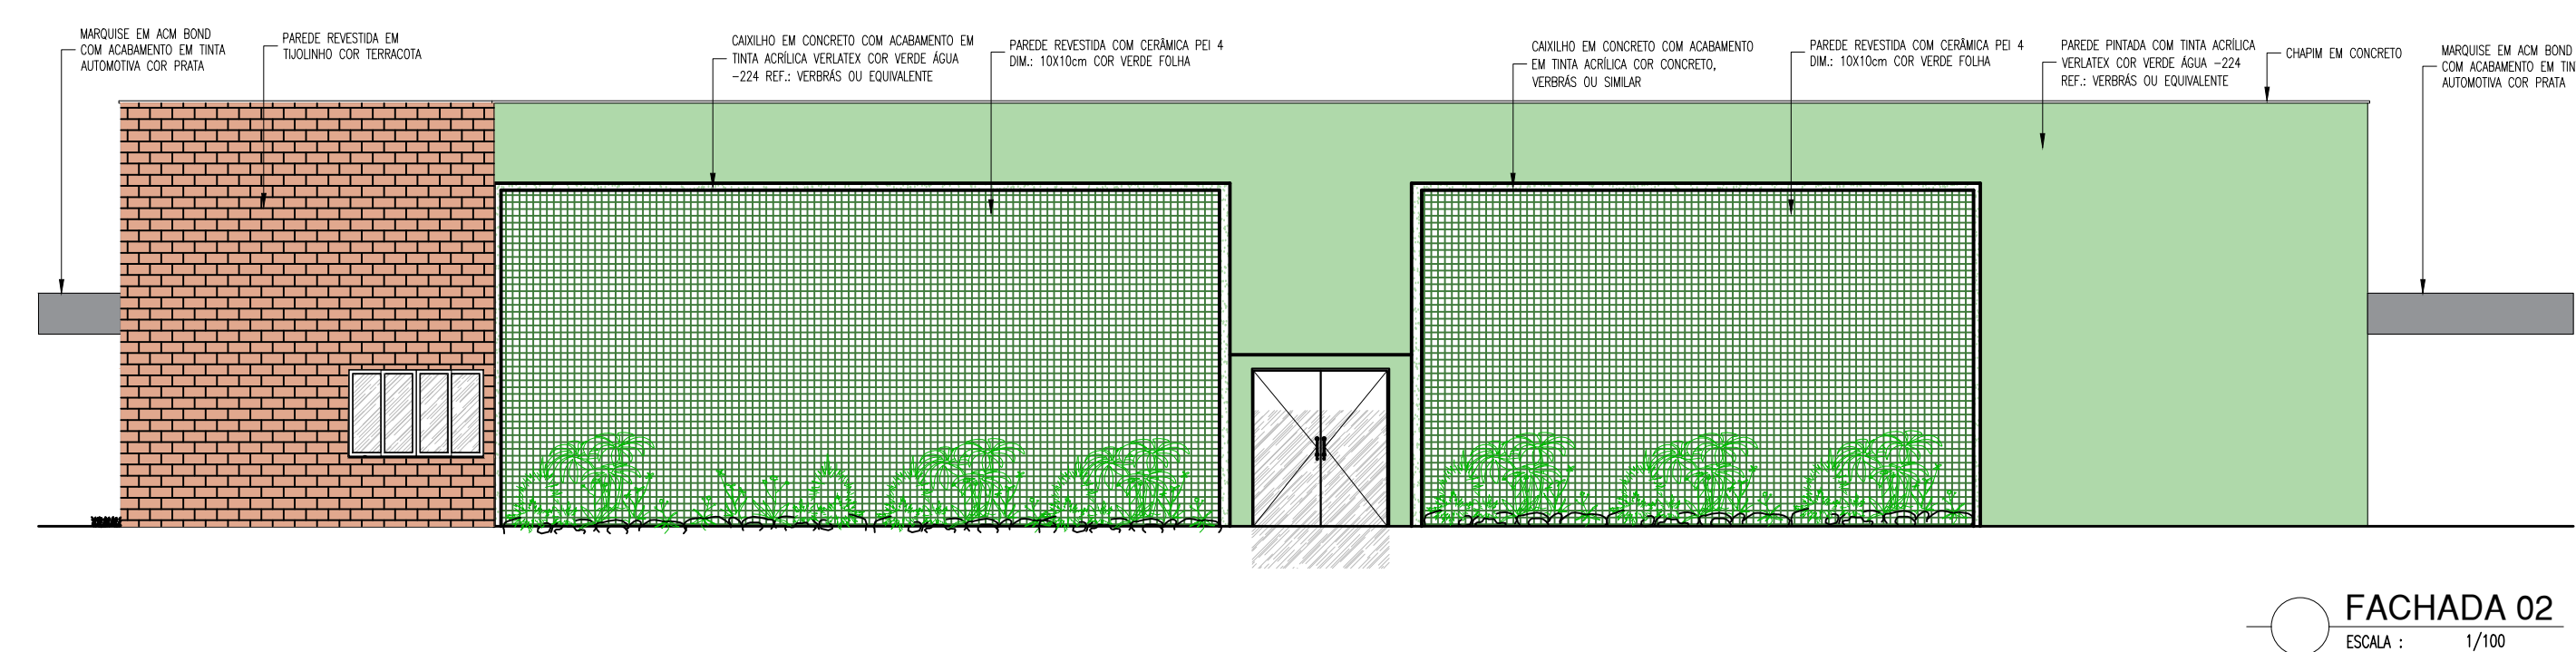 MARQUISE EM ACM BOND
COM ACABAMENTO EM TINTA
AUTOMOTIVA COR PRATA
PAREDE REVESTIDA EM
TIJOLINHO COR TERRACOTA
CAIXILHO EM CONCRETO COM ACABAMENTO EM
TINTA ACRÍLICA VERLATEX COR VERDE ÁGUA
-224 REF.: VERBRÁS OU EQUIVALENTE
PAREDE REVESTIDA COM CERÂMICA PEI 4
DIM.: 10X10cm COR VERDE FOLHA
CAIXILHO EM CONCRETO COM ACABAMENTO
EM TINTA ACRÍLICA COR CONCRETO,
VERBRÁS OU SIMILAR
PAREDE REVESTIDA COM CERÂMICA PEI 4
DIM.: 10X10cm COR VERDE FOLHA
PAREDE PINTADA COM TINTA ACRÍLICA
VERLATEX COR VERDE ÁGUA -224
REF.: VERBRÁS OU EQUIVALENTE
CHAPIM EM CONCRETO
MARQUISE EM ACM BOND
COM ACABAMENTO EM TIN
AUTOMOTIVA COR PRATA
FACHADA 02
ESCALA : 1/100